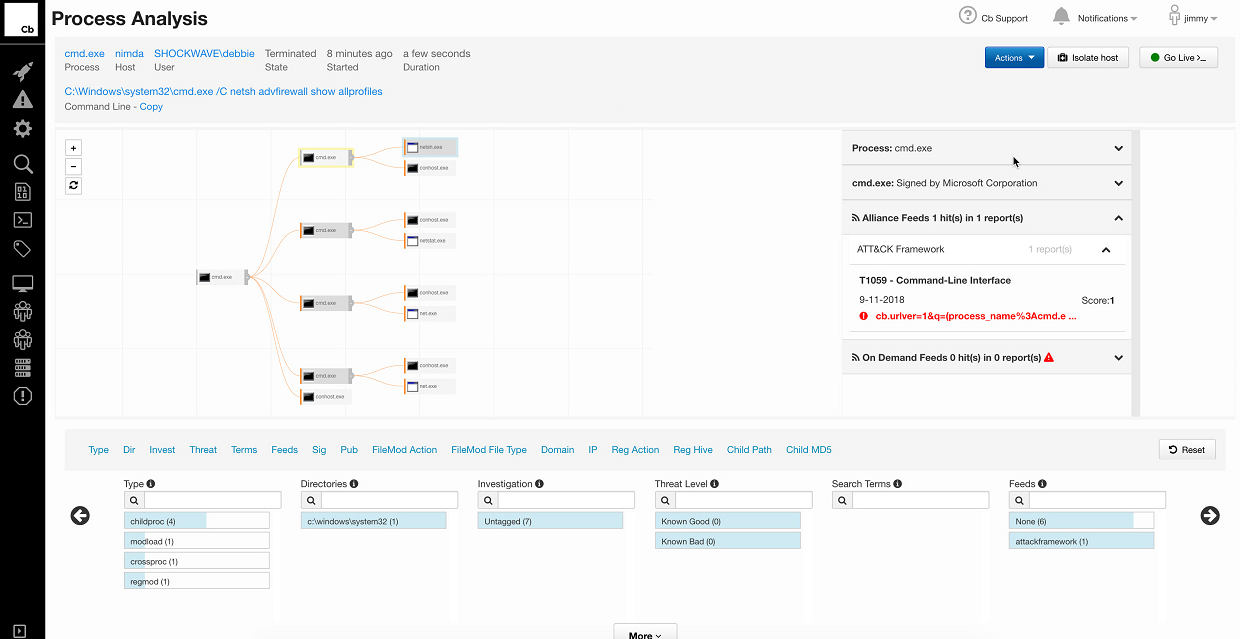 Cb
Process Analysis
Cb Support
Notifications
jimmy
cmd.exe nimda SHOCKWAVE\debbie Terminated 8 minutes ago a few seconds
Process Host User State Started Duration
Actions
Isolate host
Go Live >_
C:\Windows\system32\cmd.exe /C netsh advfirewall show allprofiles
Command Line - Copy
+
−
cmd.exe
cmd.exe
netsh.exe
conhost.exe
cmd.exe
conhost.exe
netstat.exe
cmd.exe
conhost.exe
net.exe
cmd.exe
conhost.exe
net.exe
conhost.exe
Process: cmd.exe
cmd.exe: Signed by Microsoft Corporation
Alliance Feeds 1 hit(s) in 1 report(s)
ATT&CK Framework 1 report(s)
T1059 - Command-Line Interface
9-11-2018 Score:1
cb.urlver=1&q=(process_name%3Acmd.e ...
On Demand Feeds 0 hit(s) in 0 report(s)
Type Dir Invest Threat Terms Feeds Sig Pub FileMod Action FileMod File Type Domain IP Reg Action Reg Hive Child Path Child MD5
Reset
Type
childproc (4)
modload (1)
crossproc (1)
regmod (1)
Directories
c:\windows\system32 (1)
Investigation
Untagged (7)
Threat Level
Known Good (0)
Known Bad (0)
Search Terms
Feeds
None (6)
attackframework (1)
More